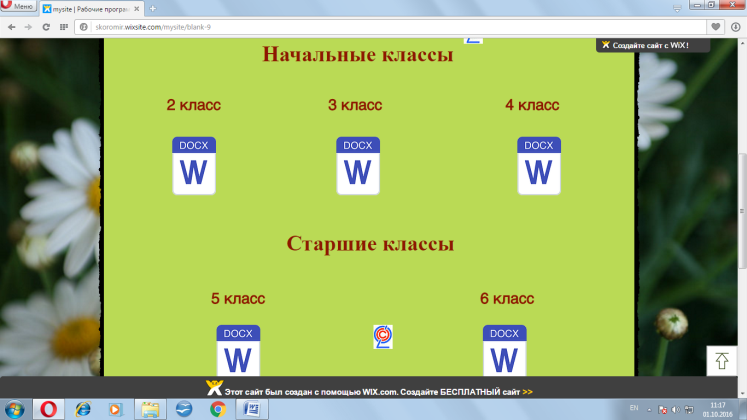 Меню
mysite | Рабочие програм
skoromir.wixsite.com/mysite/blank-9
Создайте сайт с WiX!
Начальные классы
2 класс 3 класс 4 класс
DOCX DOCX DOCX
W W W
Старшие классы
5 класс 6 класс
DOCX DOCX
W W
Этот сайт был создан с помощью WIX.com. Создайте БЕСПЛАТНЫЙ сайт >>
EN 11:17
01.10.2016